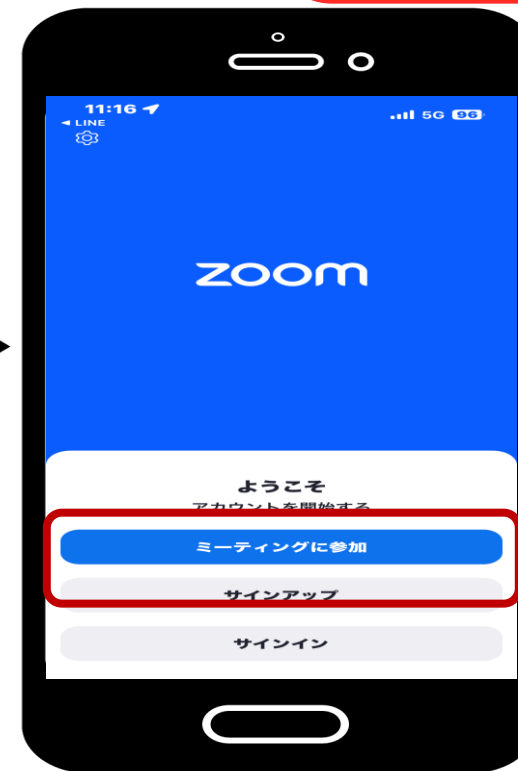 11:16
◀ LINE
5G 96
zoom
ようこそ
アカウントを開始する
ミーティングに参加
サインアップ
サインイン